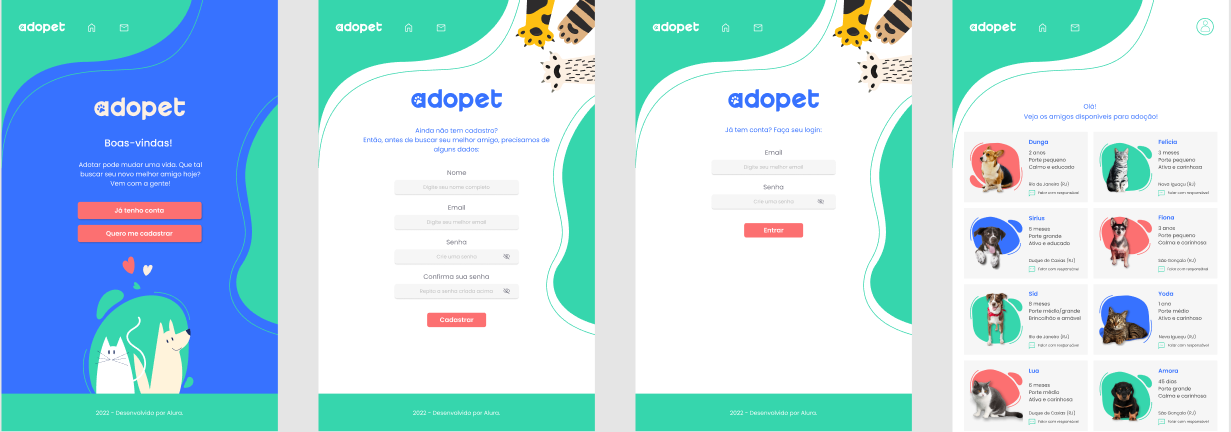 adopet
adopet
Boas-vindas!
Adotar pode mudar uma vida. Que tal
buscar seu novo melhor amigo hoje?
Vem com a gente!
Já tenho conta
Quero me cadastrar
2022 - Desenvolvido por Alura.
adopet
adopet
Ainda não tem cadastro?
Então, antes de buscar seu melhor amigo, precisamos de
alguns dados:
Nome
Digite seu nome completo
Email
Digite seu melhor email
Senha
Crie uma senha
Confirma sua senha
Repita a senha criada acima
Cadastrar
2022 - Desenvolvido por Alura.
adopet
adopet
Já tem conta? Faça seu login:
Email
Digite seu melhor email
Senha
Crie uma senha
Entrar
2022 - Desenvolvido por Alura.
adopet
Olá!
Veja os amigos disponíveis para adoção!
Dunga
2 anos
Porte pequeno
Calmo e educado
Rio de Janeiro (RJ)
Falar com responsável
Felícia
3 meses
Porte pequeno
Ativa e carinhosa
Nova Iguaçu (RJ)
Falar com responsável
Sirius
6 meses
Porte grande
Ativo e educado
Duque de Caxias (RJ)
Falar com responsável
Fiona
3 anos
Porte pequeno
Calma e carinhosa
São Gonçalo (RJ)
Falar com responsável
Sid
8 meses
Porte médio/grande
Brincalhão e amável
Rio de Janeiro (RJ)
Falar com responsável
Yoda
1 ano
Porte médio
Ativo e carinhoso
Nova Iguaçu (RJ)
Falar com responsável
Lua
6 meses
Porte médio
Ativa e carinhosa
Duque de Caxias (RJ)
Falar com responsável
Amora
45 dias
Porte grande
Calma e carinhosa
São Gonçalo (RJ)
Falar com responsável